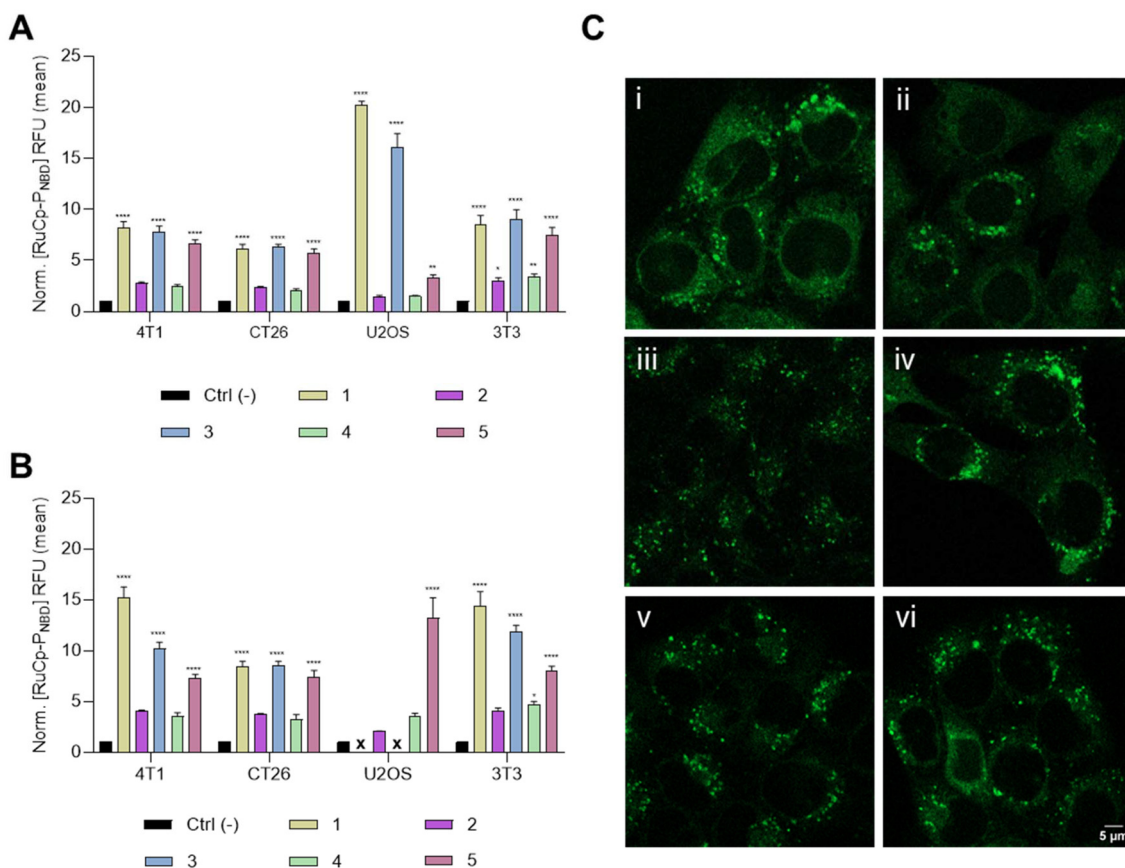 A
Norm. [RuCp-PNBD] RFU (mean)
25
20
15
10
5
0
**** **** ****
**** **** ****
**** **** **
**** * **** ** ****
4T1 CT26 U2OS 3T3
Ctrl (-) 1 2
3 4 5
B
Norm. [RuCp-PNBD] RFU (mean)
25
20
15
10
5
0
**** **** ****
**** **** ****
x x ****
**** **** * ****
4T1 CT26 U2OS 3T3
Ctrl (-) 1 2
3 4 5
C
i ii
iii iv
v vi
5 µm